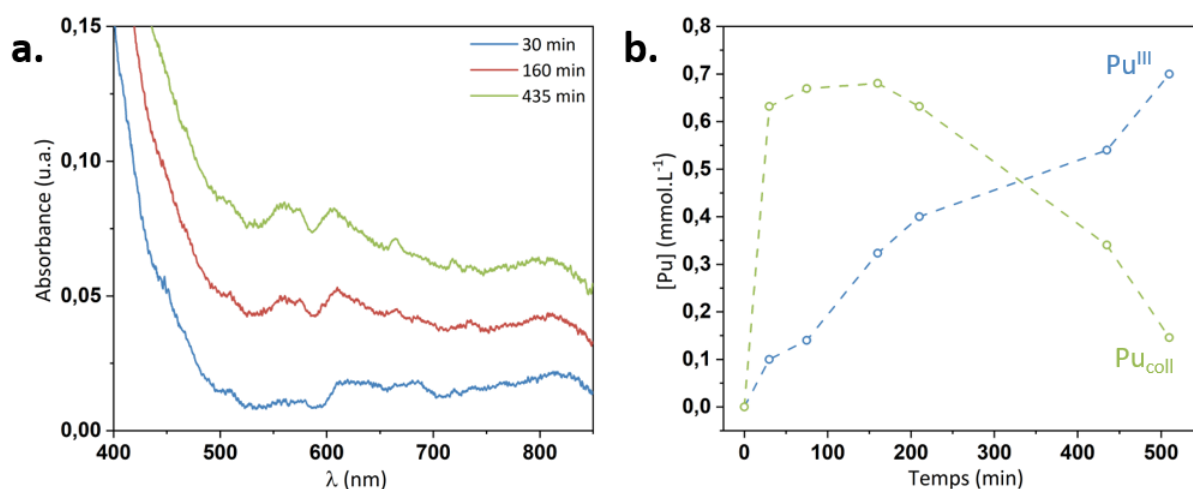 a.
0,15
0,10
0,05
0,00
Absorbance (u.a.)
400 500 600 700 800
λ (nm)
30 min
160 min
435 min
b.
0,8
0,7
0,6
0,5
0,4
0,3
0,2
0,1
0,0
[Pu] (mmol.L⁻¹)
0 100 200 300 400 500
Temps (min)
Puᴵᴵᴵ
Pu_coll